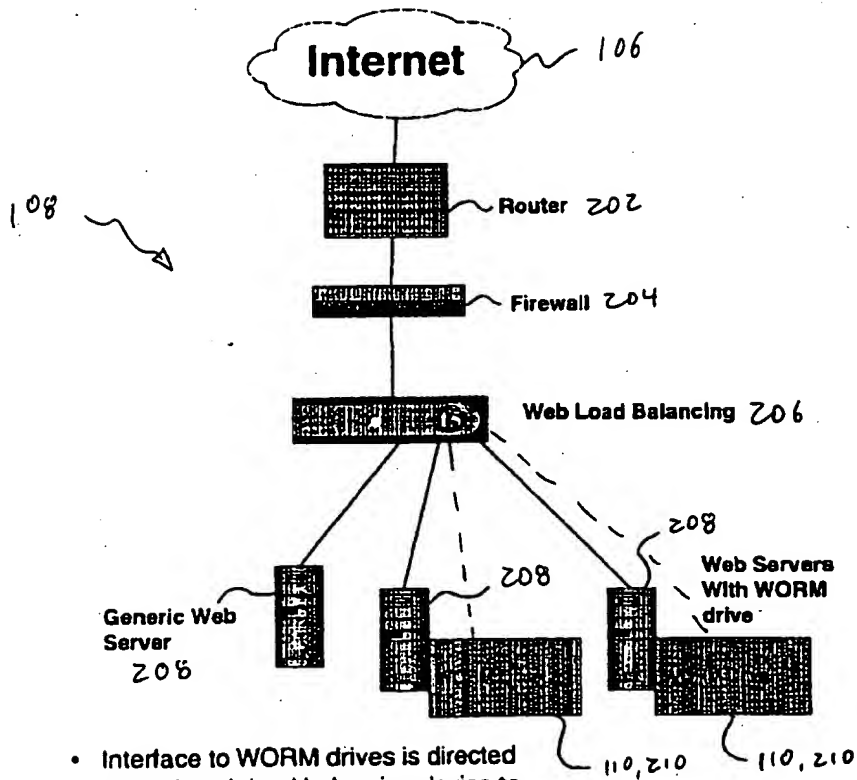 Internet
106
108
Router 202
Firewall 204
Web Load Balancing 206
208
208
Web Servers
With WORM
drive
Generic Web
Server
208
• Interface to WORM drives is directed
110, 210
110, 210